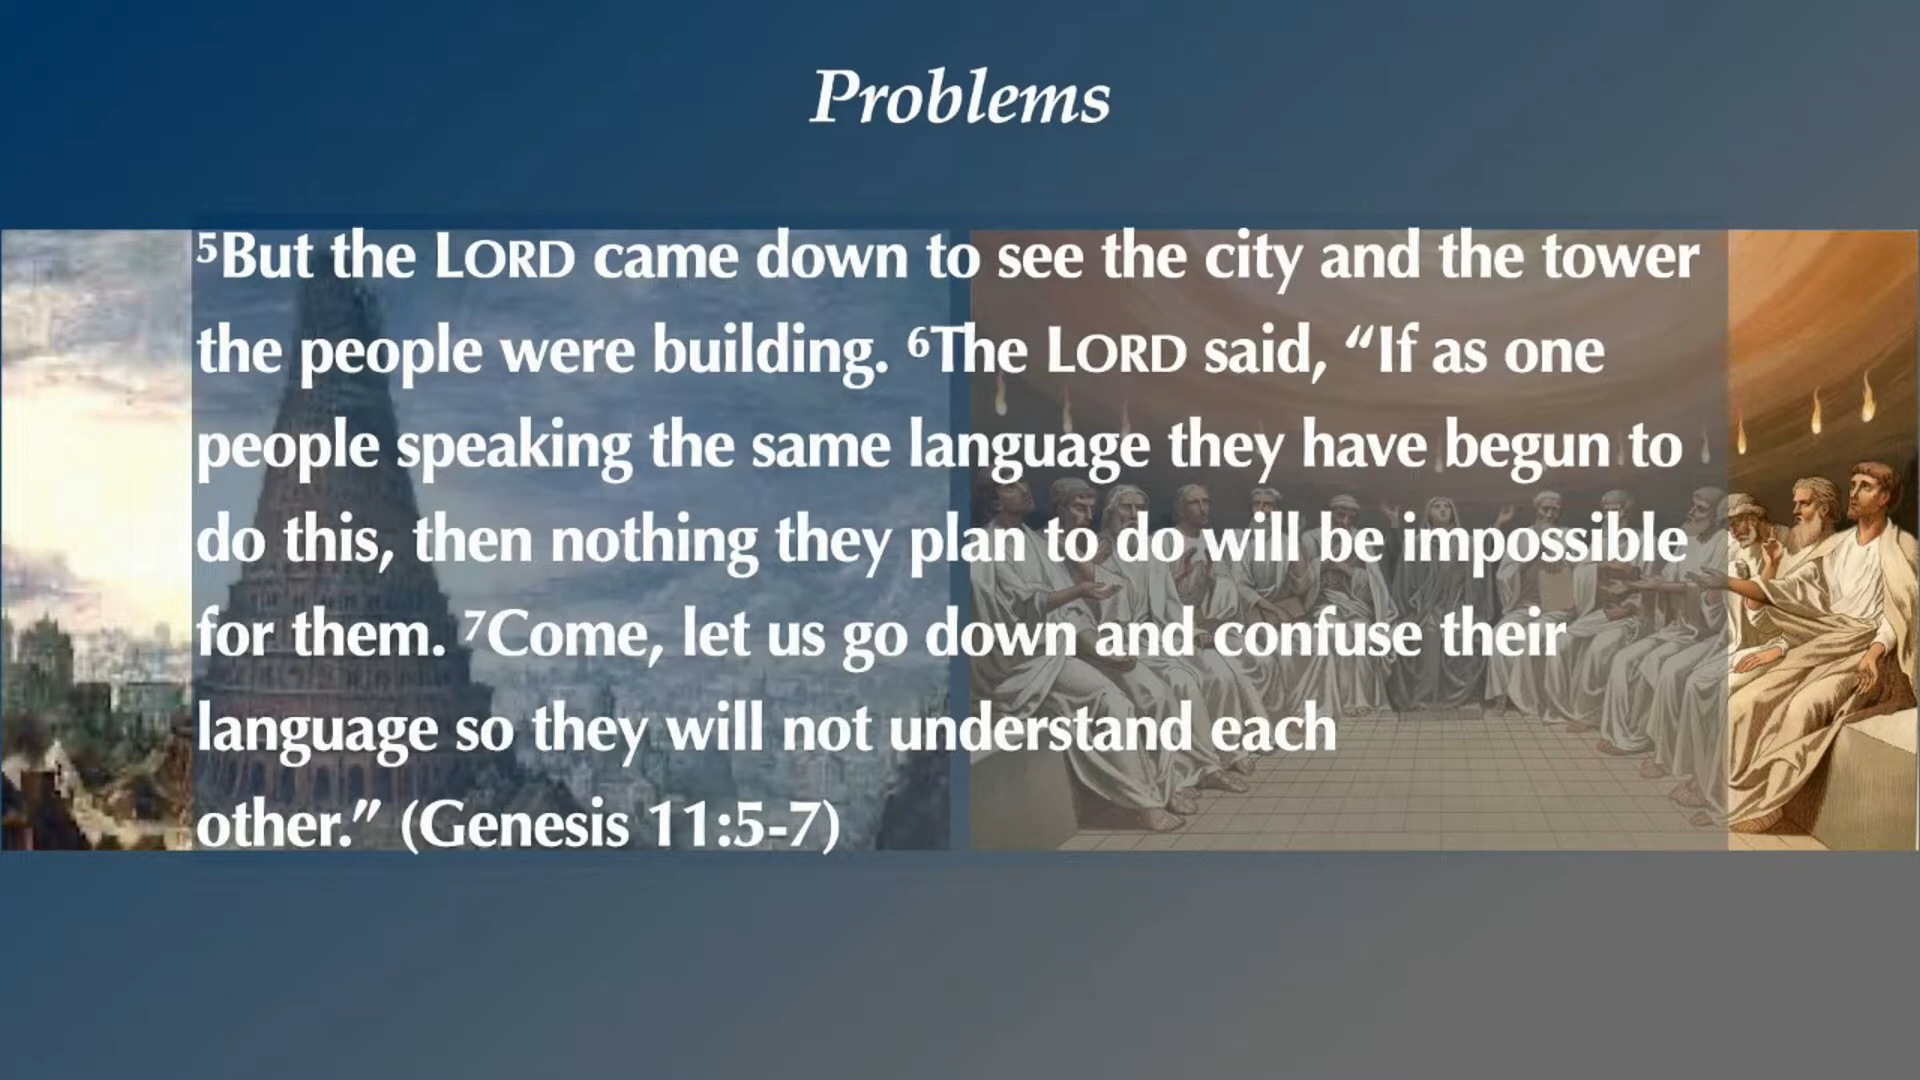 Problems
⁵But the LORD came down to see the city and the tower
the people were building. ⁶The LORD said, “If as one
people speaking the same language they have begun to
do this, then nothing they plan to do will be impossible
for them. ⁷Come, let us go down and confuse their
language so they will not understand each
other.” (Genesis 11:5-7)